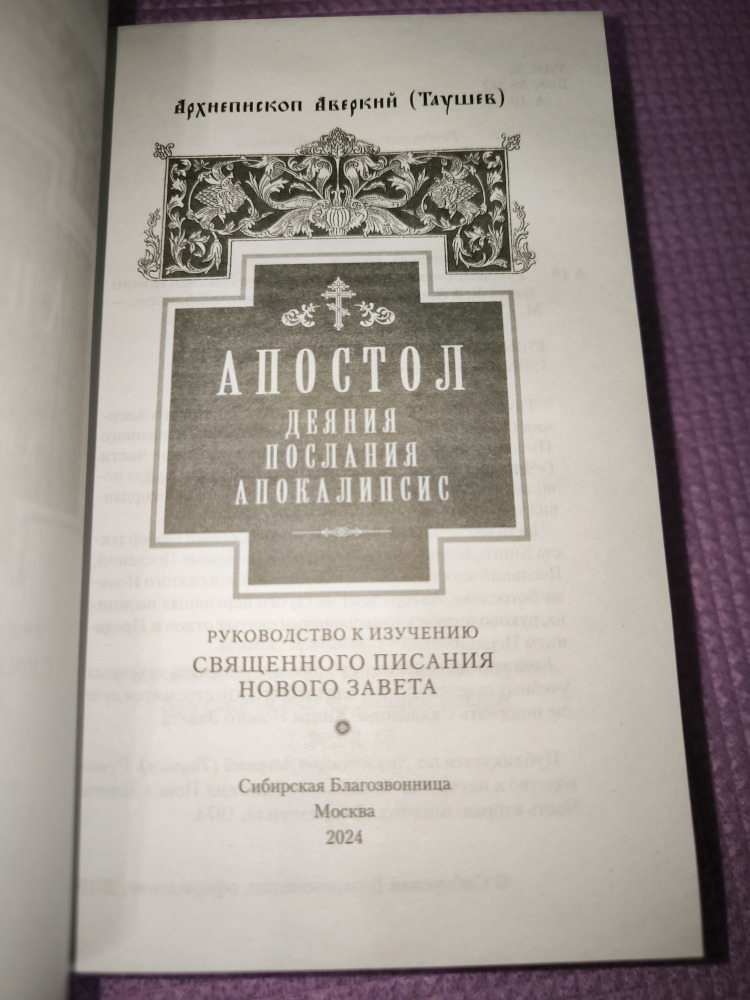 Архиепископ Аверкий (Таушев)
АПОСТОЛ
ДЕЯНИЯ
ПОСЛАНИЯ
АПОКАЛИПСИС
РУКОВОДСТВО К ИЗУЧЕНИЮ
СВЯЩЕННОГО ПИСАНИЯ
НОВОГО ЗАВЕТА
Сибирская Благозвонница
Москва
2024